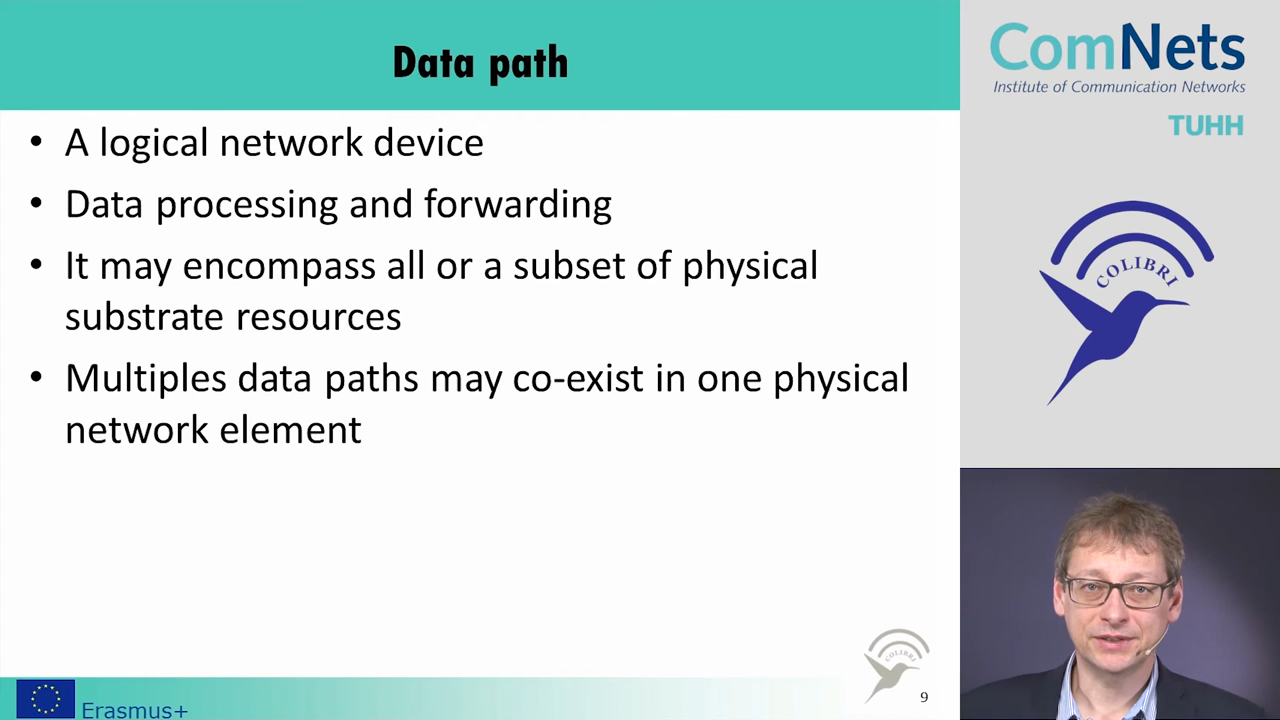 Data path
• A logical network device
• Data processing and forwarding
• It may encompass all or a subset of physical
substrate resources
• Multiples data paths may co-exist in one physical
network element
ComNets
Institute of Communication Networks
TUHH
COLIBRI
COLIBRI
9
Erasmus+